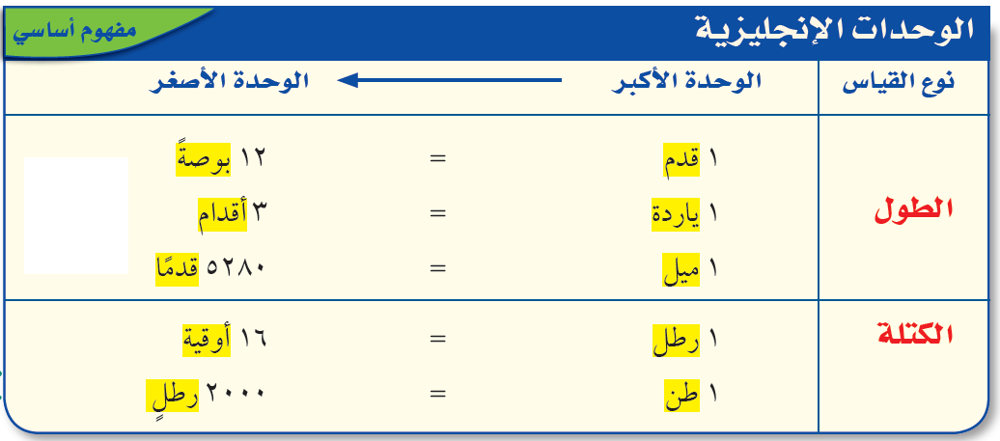 الوحدات الإنجليزية
مفهوم أساسي
نوع القياس الوحدة الأكبر الوحدة الأصغر
الطول
١ قدم = ١٢ بوصةً
١ ياردة = ٣ أقدام
١ ميل = ٥٢٨٠ قدمًا
الكتلة
١ رطل = ١٦ أوقية
١ طن = ٢٠٠٠ رطلٍ